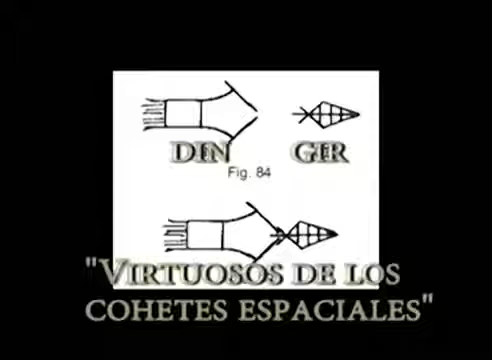 DIN GIR
Fig. 84
"VIRTUOSOS DE LOS
COHETES ESPACIALES"